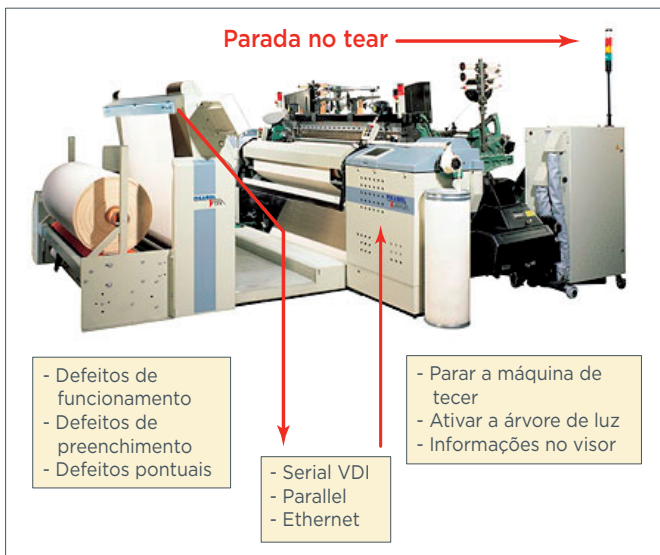 Parada no tear
- Defeitos de
funcionamento
- Defeitos de
preenchimento
- Defeitos pontuais
- Serial VDI
- Parallel
- Ethernet
- Parar a máquina de
tecer
- Ativar a árvore de luz
- Informações no visor